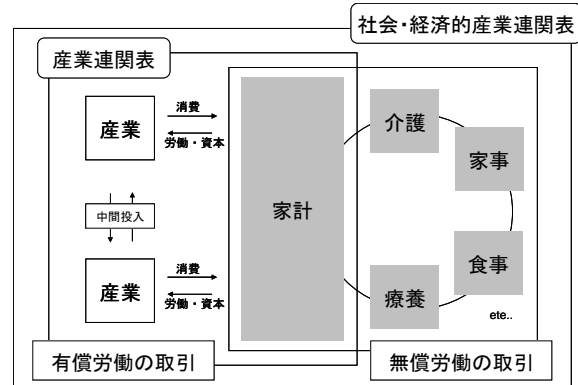 社会・経済的産業連関表
産業連関表
産業
消費
労働・資本
中間投入
産業
消費
労働・資本
家計
介護
家事
食事
療養
ete..
有償労働の取引
無償労働の取引